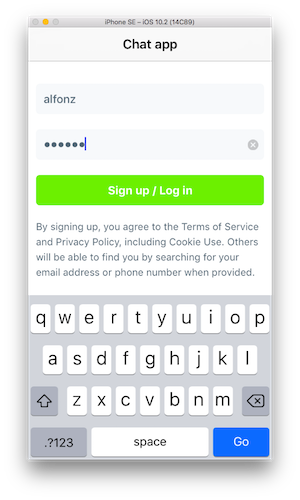 iPhone SE – iOS 10.2 (14C89)
Chat app
alfonz
••••••
Sign up / Log in
By signing up, you agree to the Terms of Service
and Privacy Policy, including Cookie Use. Others
will be able to find you by searching for your
email address or phone number when provided.
q w e r t y u i o p
a s d f g h j k l
z x c v b n m
.?123 space Go